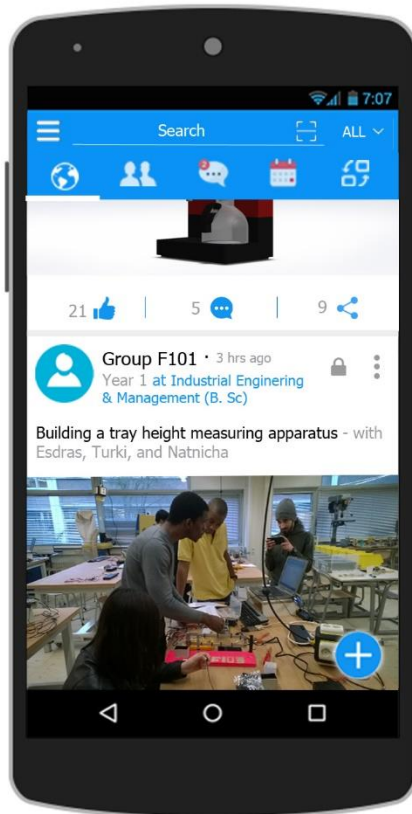 7:07
Search
ALL
2
21
5
9
Group F101 · 3 hrs ago
Year 1 at Industrial Enginering
& Management (B. Sc)
Building a tray height measuring apparatus - with
Esdras, Turki, and Natnicha